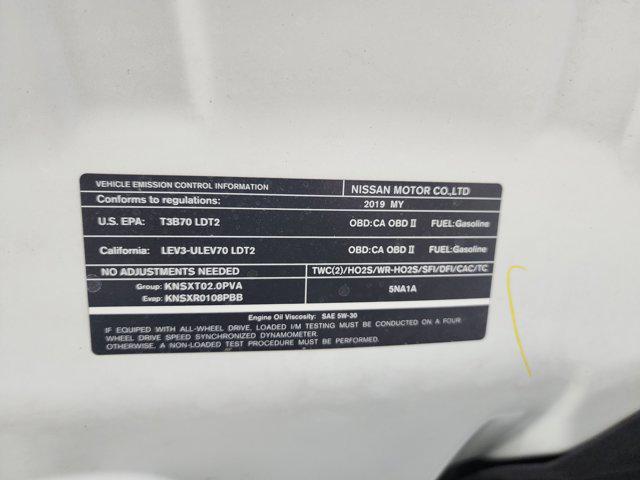 VEHICLE EMISSION CONTROL INFORMATION NISSAN MOTOR CO.,LTD
Conforms to regulations: 2019 MY
U.S. EPA: T3B70 LDT2 OBD:CA OBD II FUEL:Gasoline
California: LEV3-ULEV70 LDT2 OBD:CA OBD II FUEL:Gasoline
NO ADJUSTMENTS NEEDED TWC(2)/HO2S/WR-HO2S/SFI/DFI/CAC/TC
Group: KNSXT02.0PVA 5NA1A
Evap: KNSXR0108PBB
Engine Oil Viscosity: SAE 5W-30
IF EQUIPPED WITH ALL-WHEEL DRIVE, LOADED I/M TESTING MUST BE CONDUCTED ON A FOUR-
WHEEL DRIVE SPEED SYNCHRONIZED DYNAMOMETER.
OTHERWISE, A NON-LOADED TEST PROCEDURE MUST BE PERFORMED.